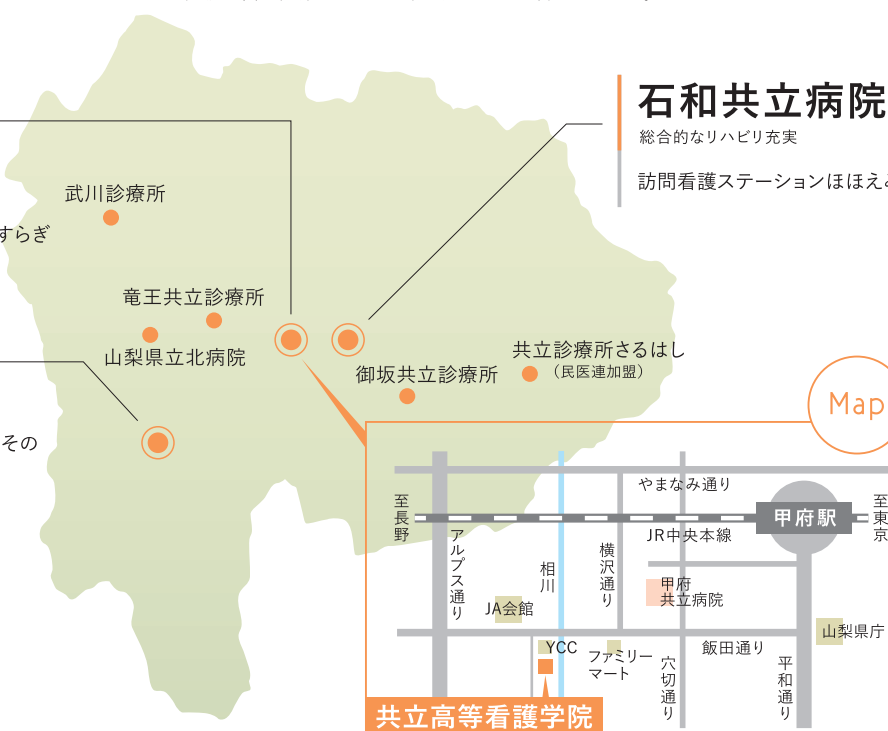 石和共立病院
総合的なリハビリ充実
訪問看護ステーションほほえ
武川診療所
すらぎ
竜王共立診療所
山梨県立北病院
共立診療所さるはし
（民医連加盟）
御坂共立診療所
その
Map
やまなみ通り
至長野
甲府駅
至東京
JR中央本線
アルプス通り
相川
横沢通り
甲府
共立病院
JA会館
山梨県庁
YCC
ファミリー
マート
飯田通り
穴切通り
平和通り
共立高等看護学院